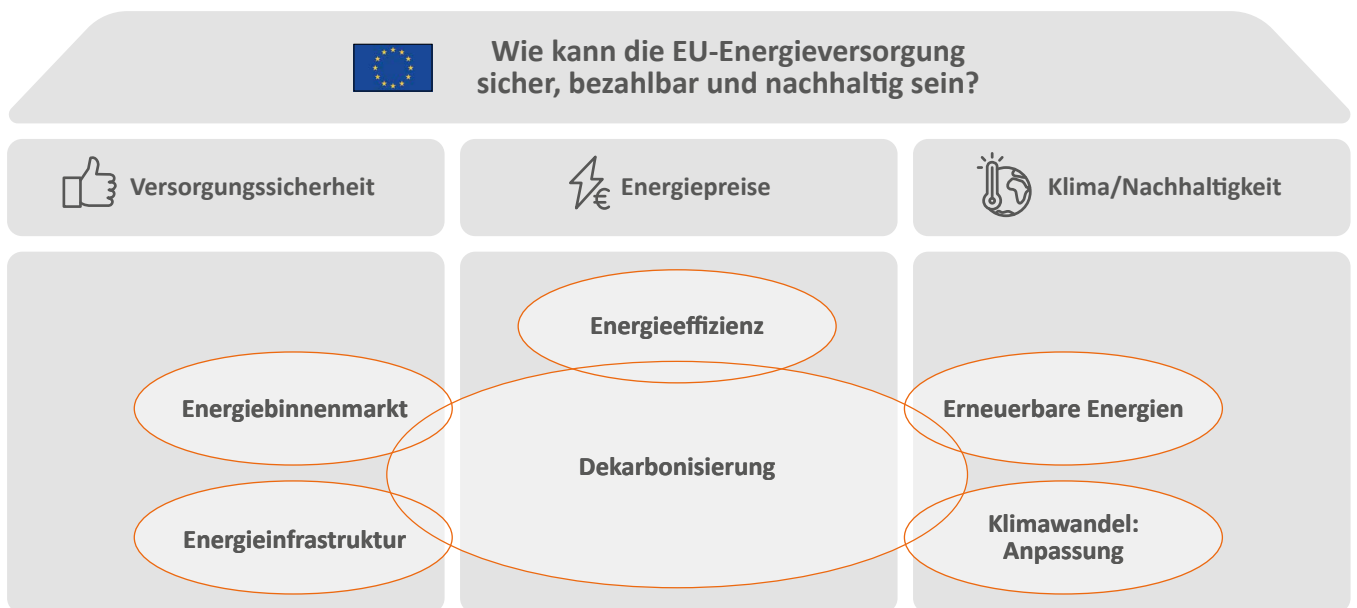 Wie kann die EU-Energieversorgung
sicher, bezahlbar und nachhaltig sein?
Versorgungssicherheit
Energiepreise
Klima/Nachhaltigkeit
Energieeffizienz
Energiebinnenmarkt
Erneuerbare Energien
Dekarbonisierung
Energieinfrastruktur
Klimawandel:
Anpassung